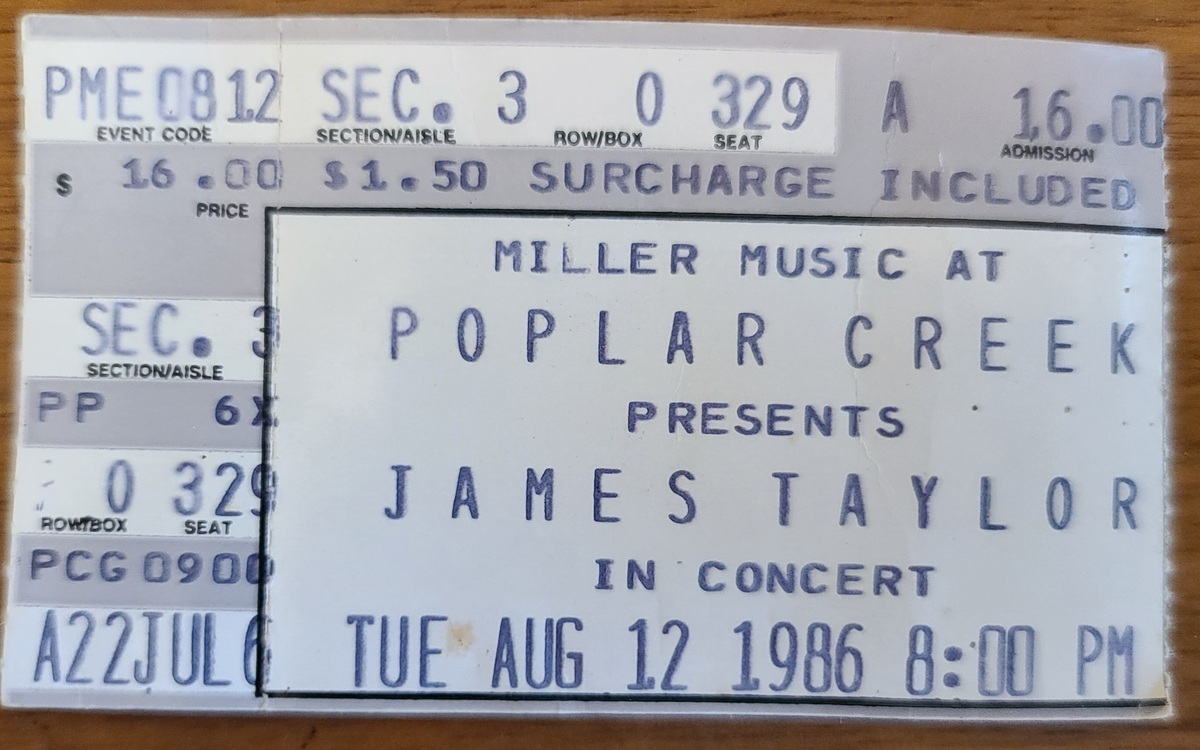 PME0812 SEC. 3 0 329 A 16.00
EVENT CODE SECTION/AISLE ROW/BOX SEAT ADMISSION
$ 16.00 $1.50 SURCHARGE INCLUDED
PRICE
MILLER MUSIC AT
POPLAR CREEK
PRESENTS
JAMES TAYLOR
IN CONCERT
TUE AUG 12 1986 8:00 PM
SEC. 3
SECTION/AISLE
PP 6X
0 329
ROW/BOX SEAT
PCG0900
A22JUL6